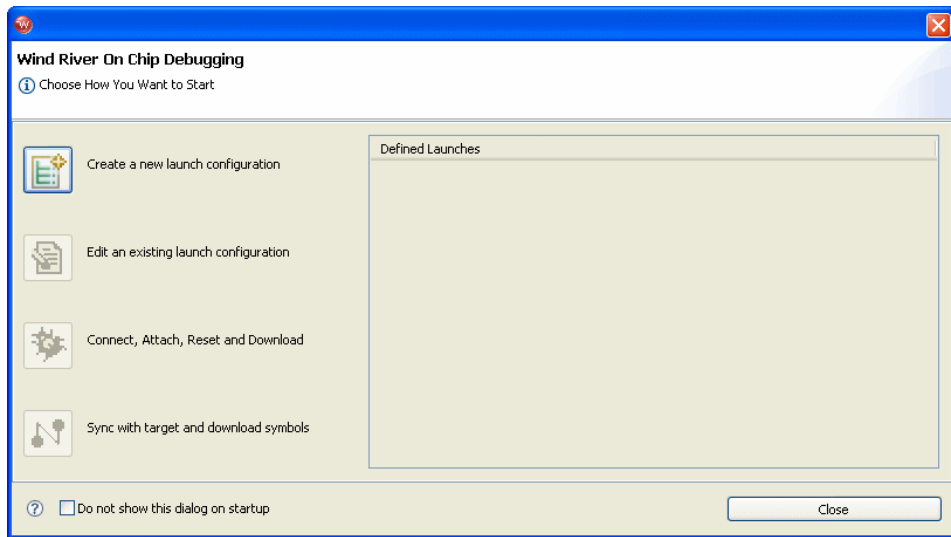 Wind River On Chip Debugging
Choose How You Want to Start
Defined Launches
Create a new launch configuration
Edit an existing launch configuration
Connect, Attach, Reset and Download
Sync with target and download symbols
Do not show this dialog on startup
Close